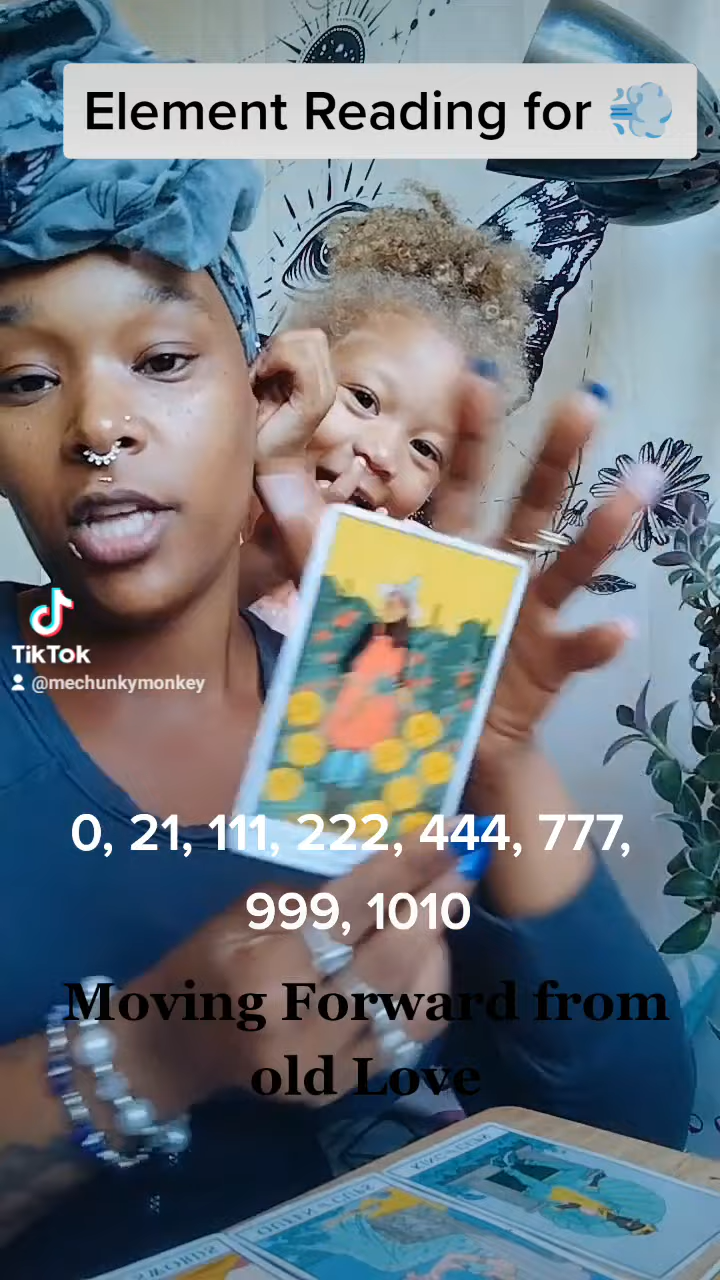 Element Reading for 💨
TikTok
@mechunkymonkey
0, 21, 111, 222, 444, 777,
999, 1010
Moving Forward from
old Love